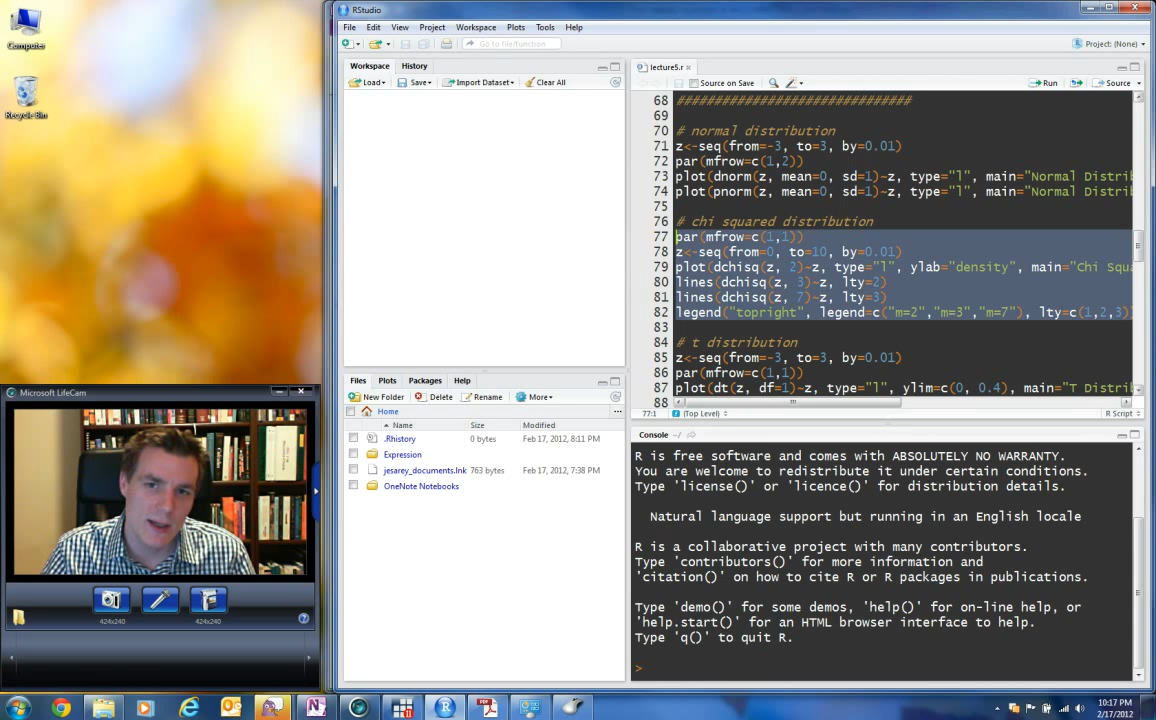 Computer
Recycle Bin
RStudio
File Edit View Project Workspace Plots Tools Help
Go to file/function
Project: (None)
Workspace History
Load Save Import Dataset Clear All
lecture5.r
Source on Save
Run Source
68 ###############################
69
70 # normal distribution
71 z<-seq(from=-3, to=3, by=0.01)
72 par(mfrow=c(1,2))
73 plot(dnorm(z, mean=0, sd=1)~z, type="l", main="Normal Distrib
74 plot(pnorm(z, mean=0, sd=1)~z, type="l", main="Normal Distrib
75
76 # chi squared distribution
77 par(mfrow=c(1,1))
78 z<-seq(from=0, to=10, by=0.01)
79 plot(dchisq(z, 2)~z, type="l", ylab="density", main="Chi Squa
80 lines(dchisq(z, 3)~z, lty=2)
81 lines(dchisq(z, 7)~z, lty=3)
82 legend("topright", legend=c("m=2","m=3","m=7"), lty=c(1,2,3))
83
84 # t distribution
85 z<-seq(from=-3, to=3, by=0.01)
86 par(mfrow=c(1,1))
87 plot(dt(z, df=1)~z, type="l", ylim=c(0, 0.4), main="T Distrib
88
77:1 (Top Level) R Script
Files Plots Packages Help
New Folder Delete Rename More
Home
Name Size Modified
.Rhistory 0 bytes Feb 17, 2012, 8:11 PM
Expression
jesarey_documents.lnk 763 bytes Feb 17, 2012, 7:38 PM
OneNote Notebooks
Console ~/
R is free software and comes with ABSOLUTELY NO WARRANTY.
You are welcome to redistribute it under certain conditions.
Type 'license()' or 'licence()' for distribution details.
Natural language support but running in an English locale
R is a collaborative project with many contributors.
Type 'contributors()' for more information and
'citation()' on how to cite R or R packages in publications.
Type 'demo()' for some demos, 'help()' for on-line help, or
'help.start()' for an HTML browser interface to help.
Type 'q()' to quit R.
>
Microsoft LifeCam
424x240 424x240
10:17 PM
2/17/2012